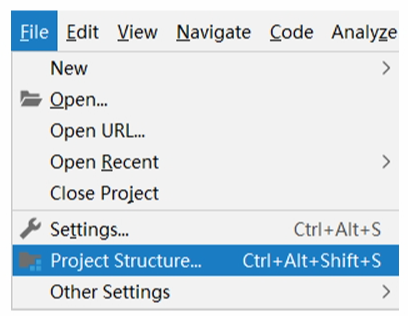 File Edit View Navigate Code Analyze
New
Open...
Open URL...
Open Recent
Close Project
Settings... Ctrl+Alt+S
Project Structure... Ctrl+Alt+Shift+S
Other Settings